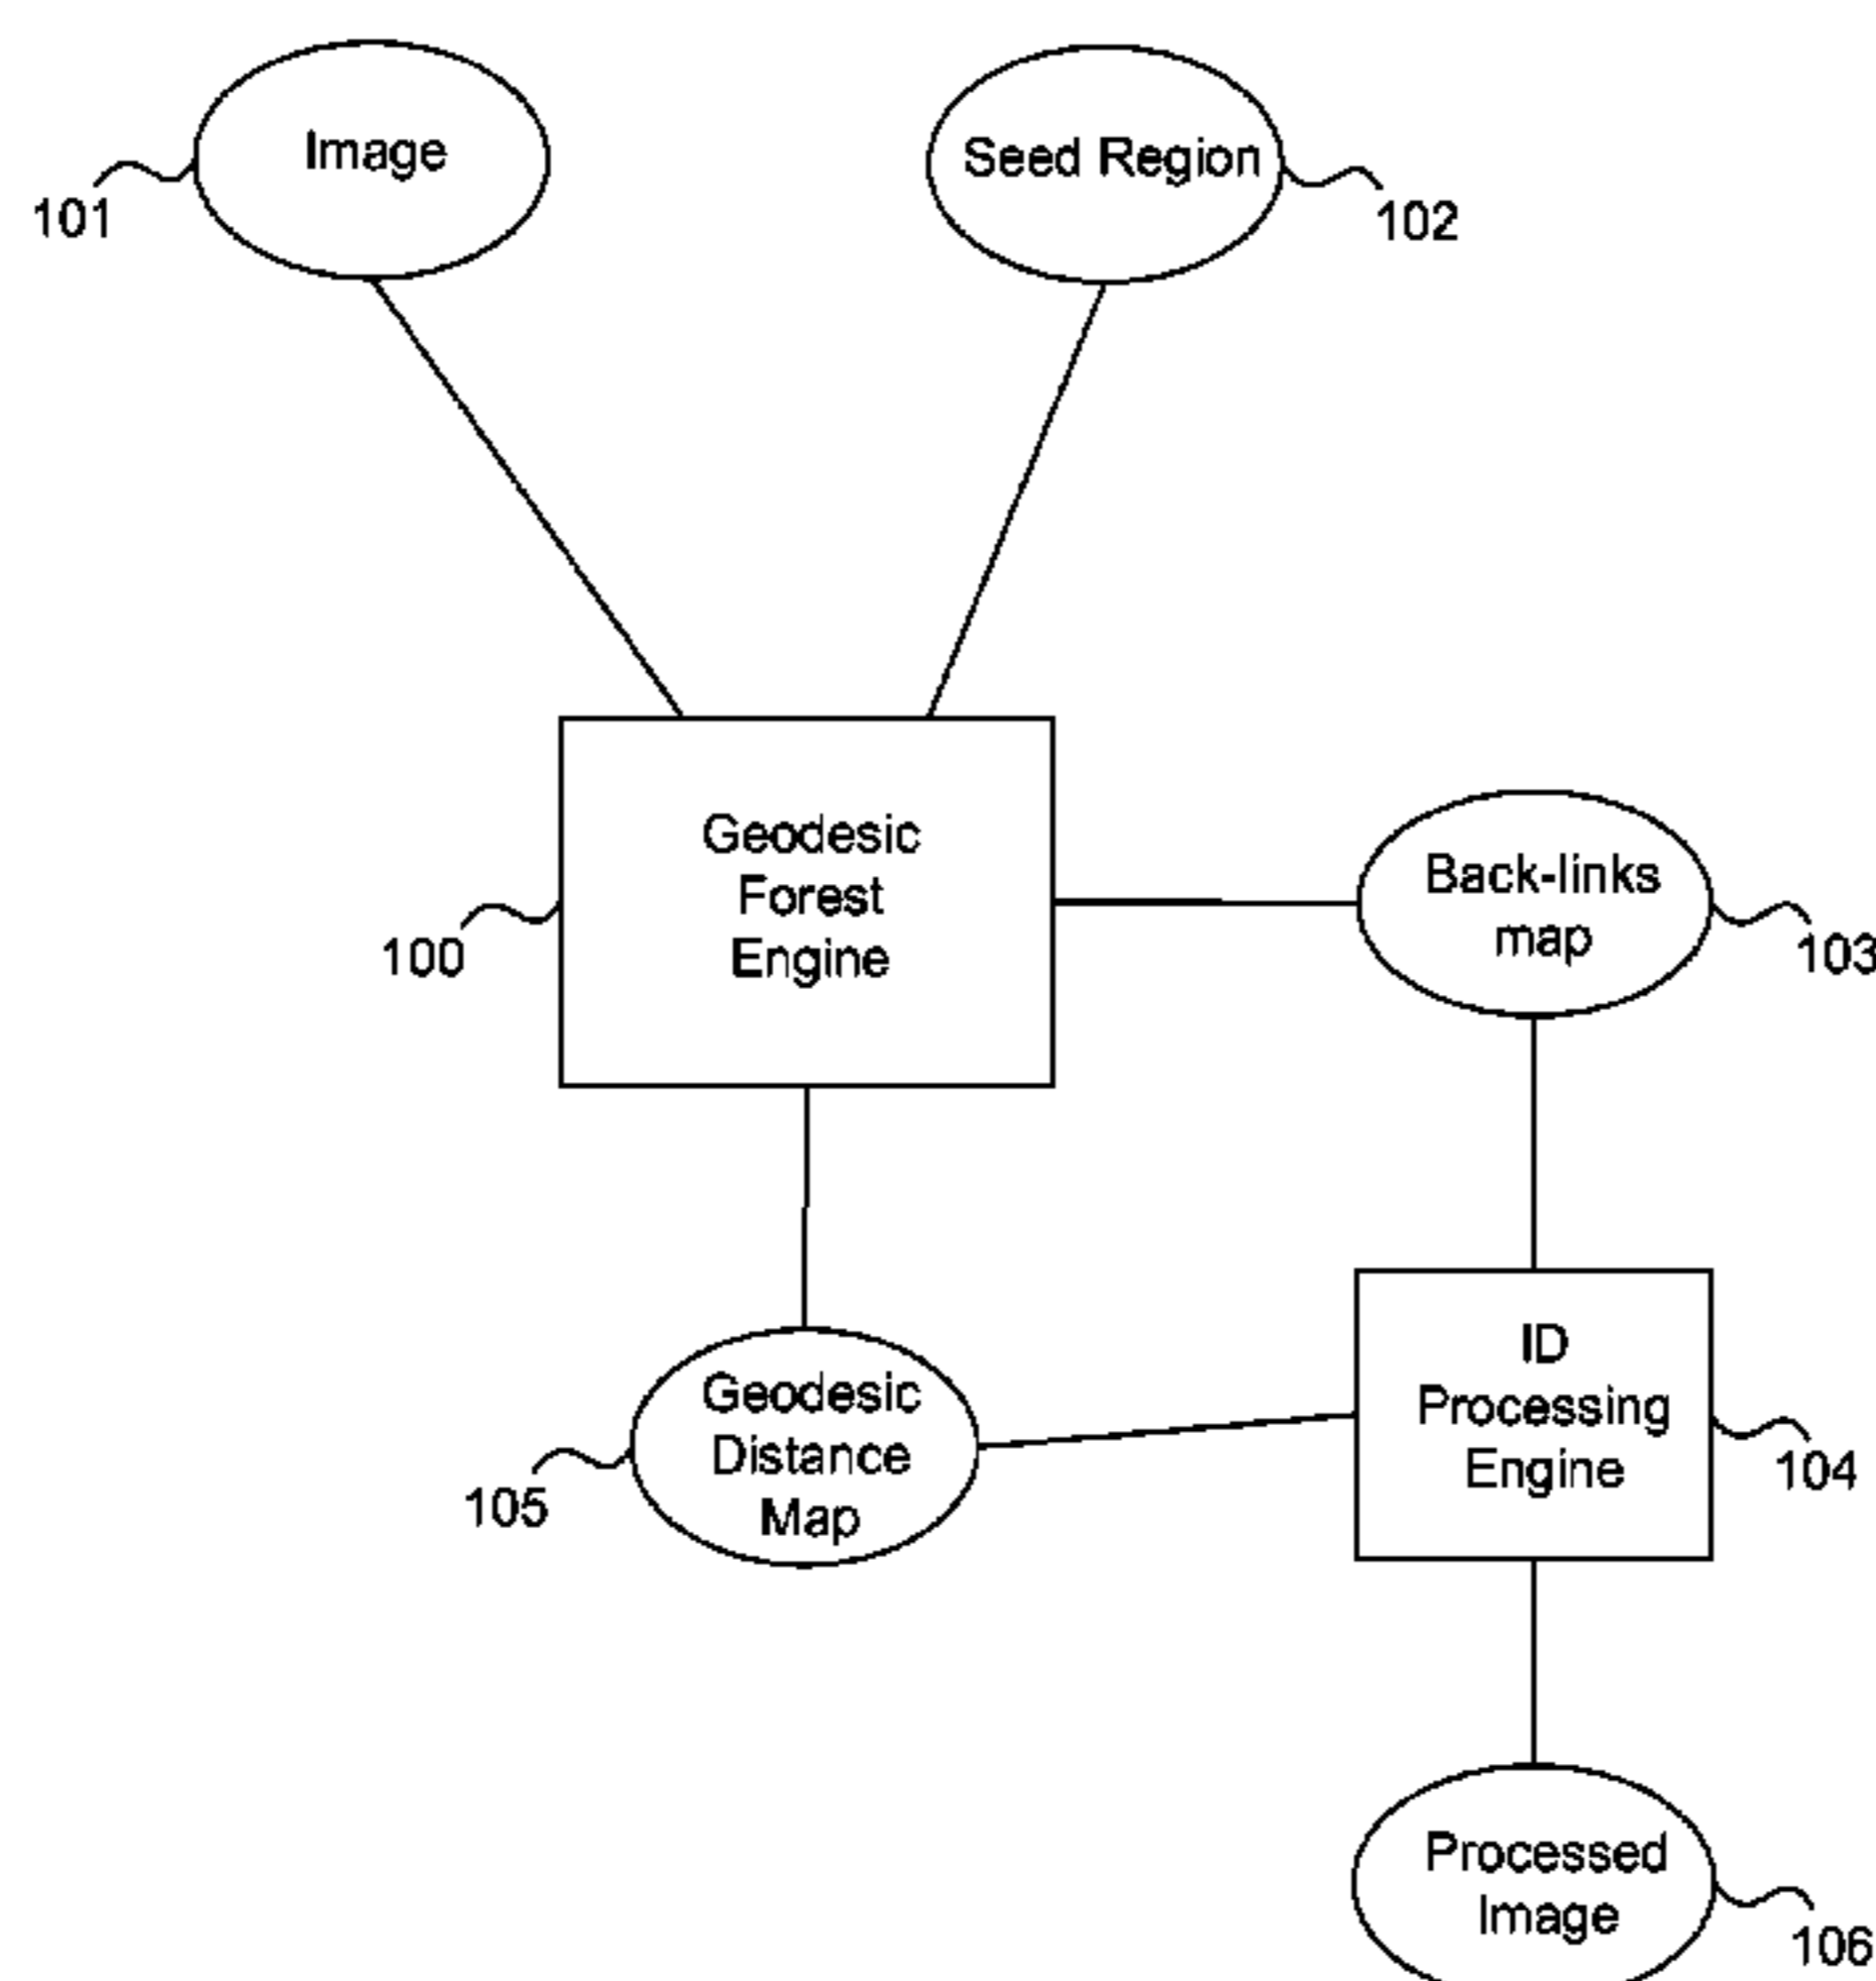 Image
101
Seed Region
102
Geodesic
Forest
Engine
100
Back-links
map
103
Geodesic
Distance
Map
105
ID
Processing
Engine
104
Processed
Image
106